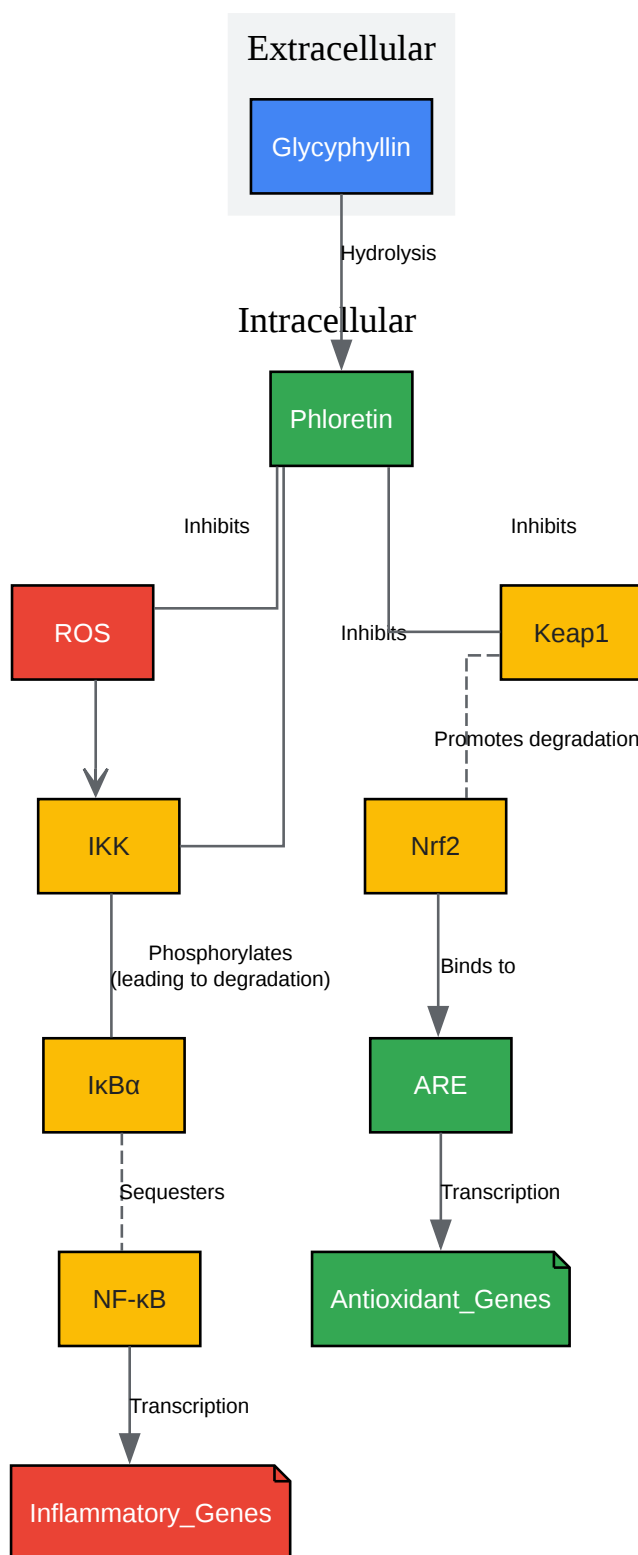 Extracellular
Glycyphyllin
Hydrolysis
Intracellular
Phloretin
Inhibits
Inhibits
ROS
Inhibits
Keap1
Promotes degradation
IKK
Nrf2
Phosphorylates
(leading to degradation)
Binds to
IκBα
ARE
Sequesters
Transcription
NF-κB
Antioxidant_Genes
Transcription
Inflammatory_Genes